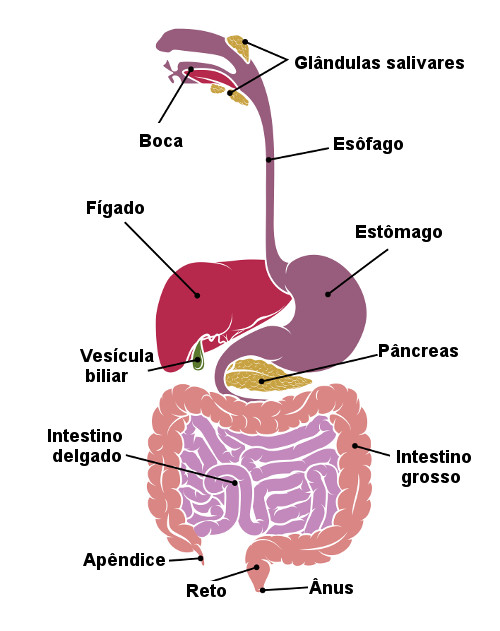 Glândulas salivares
Boca
Esôfago
Fígado
Estômago
Vesícula
biliar
Pâncreas
Intestino
delgado
Intestino
grosso
Apêndice
Reto
Ânus